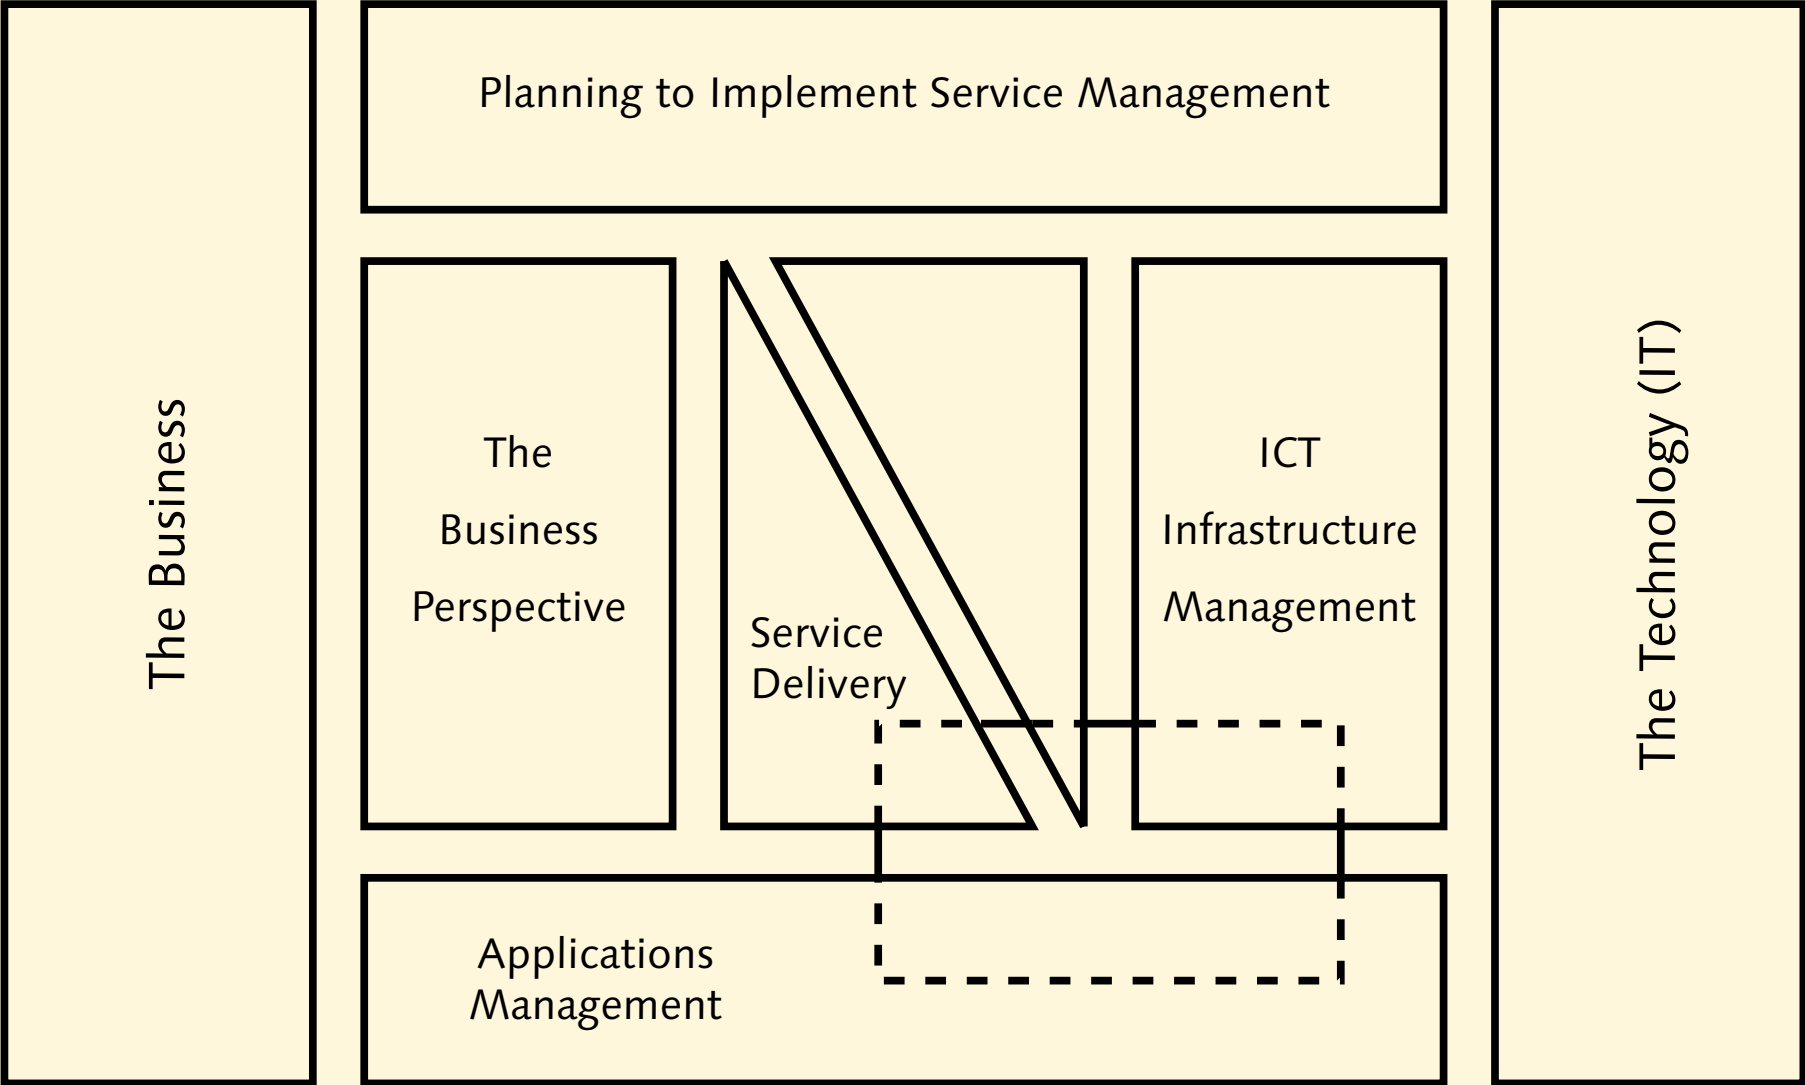 Planning to Implement Service Management
The Business
The
Business
Perspective
Service
Delivery
ICT
Infrastructure
Management
The Technology (IT)
Applications
Management